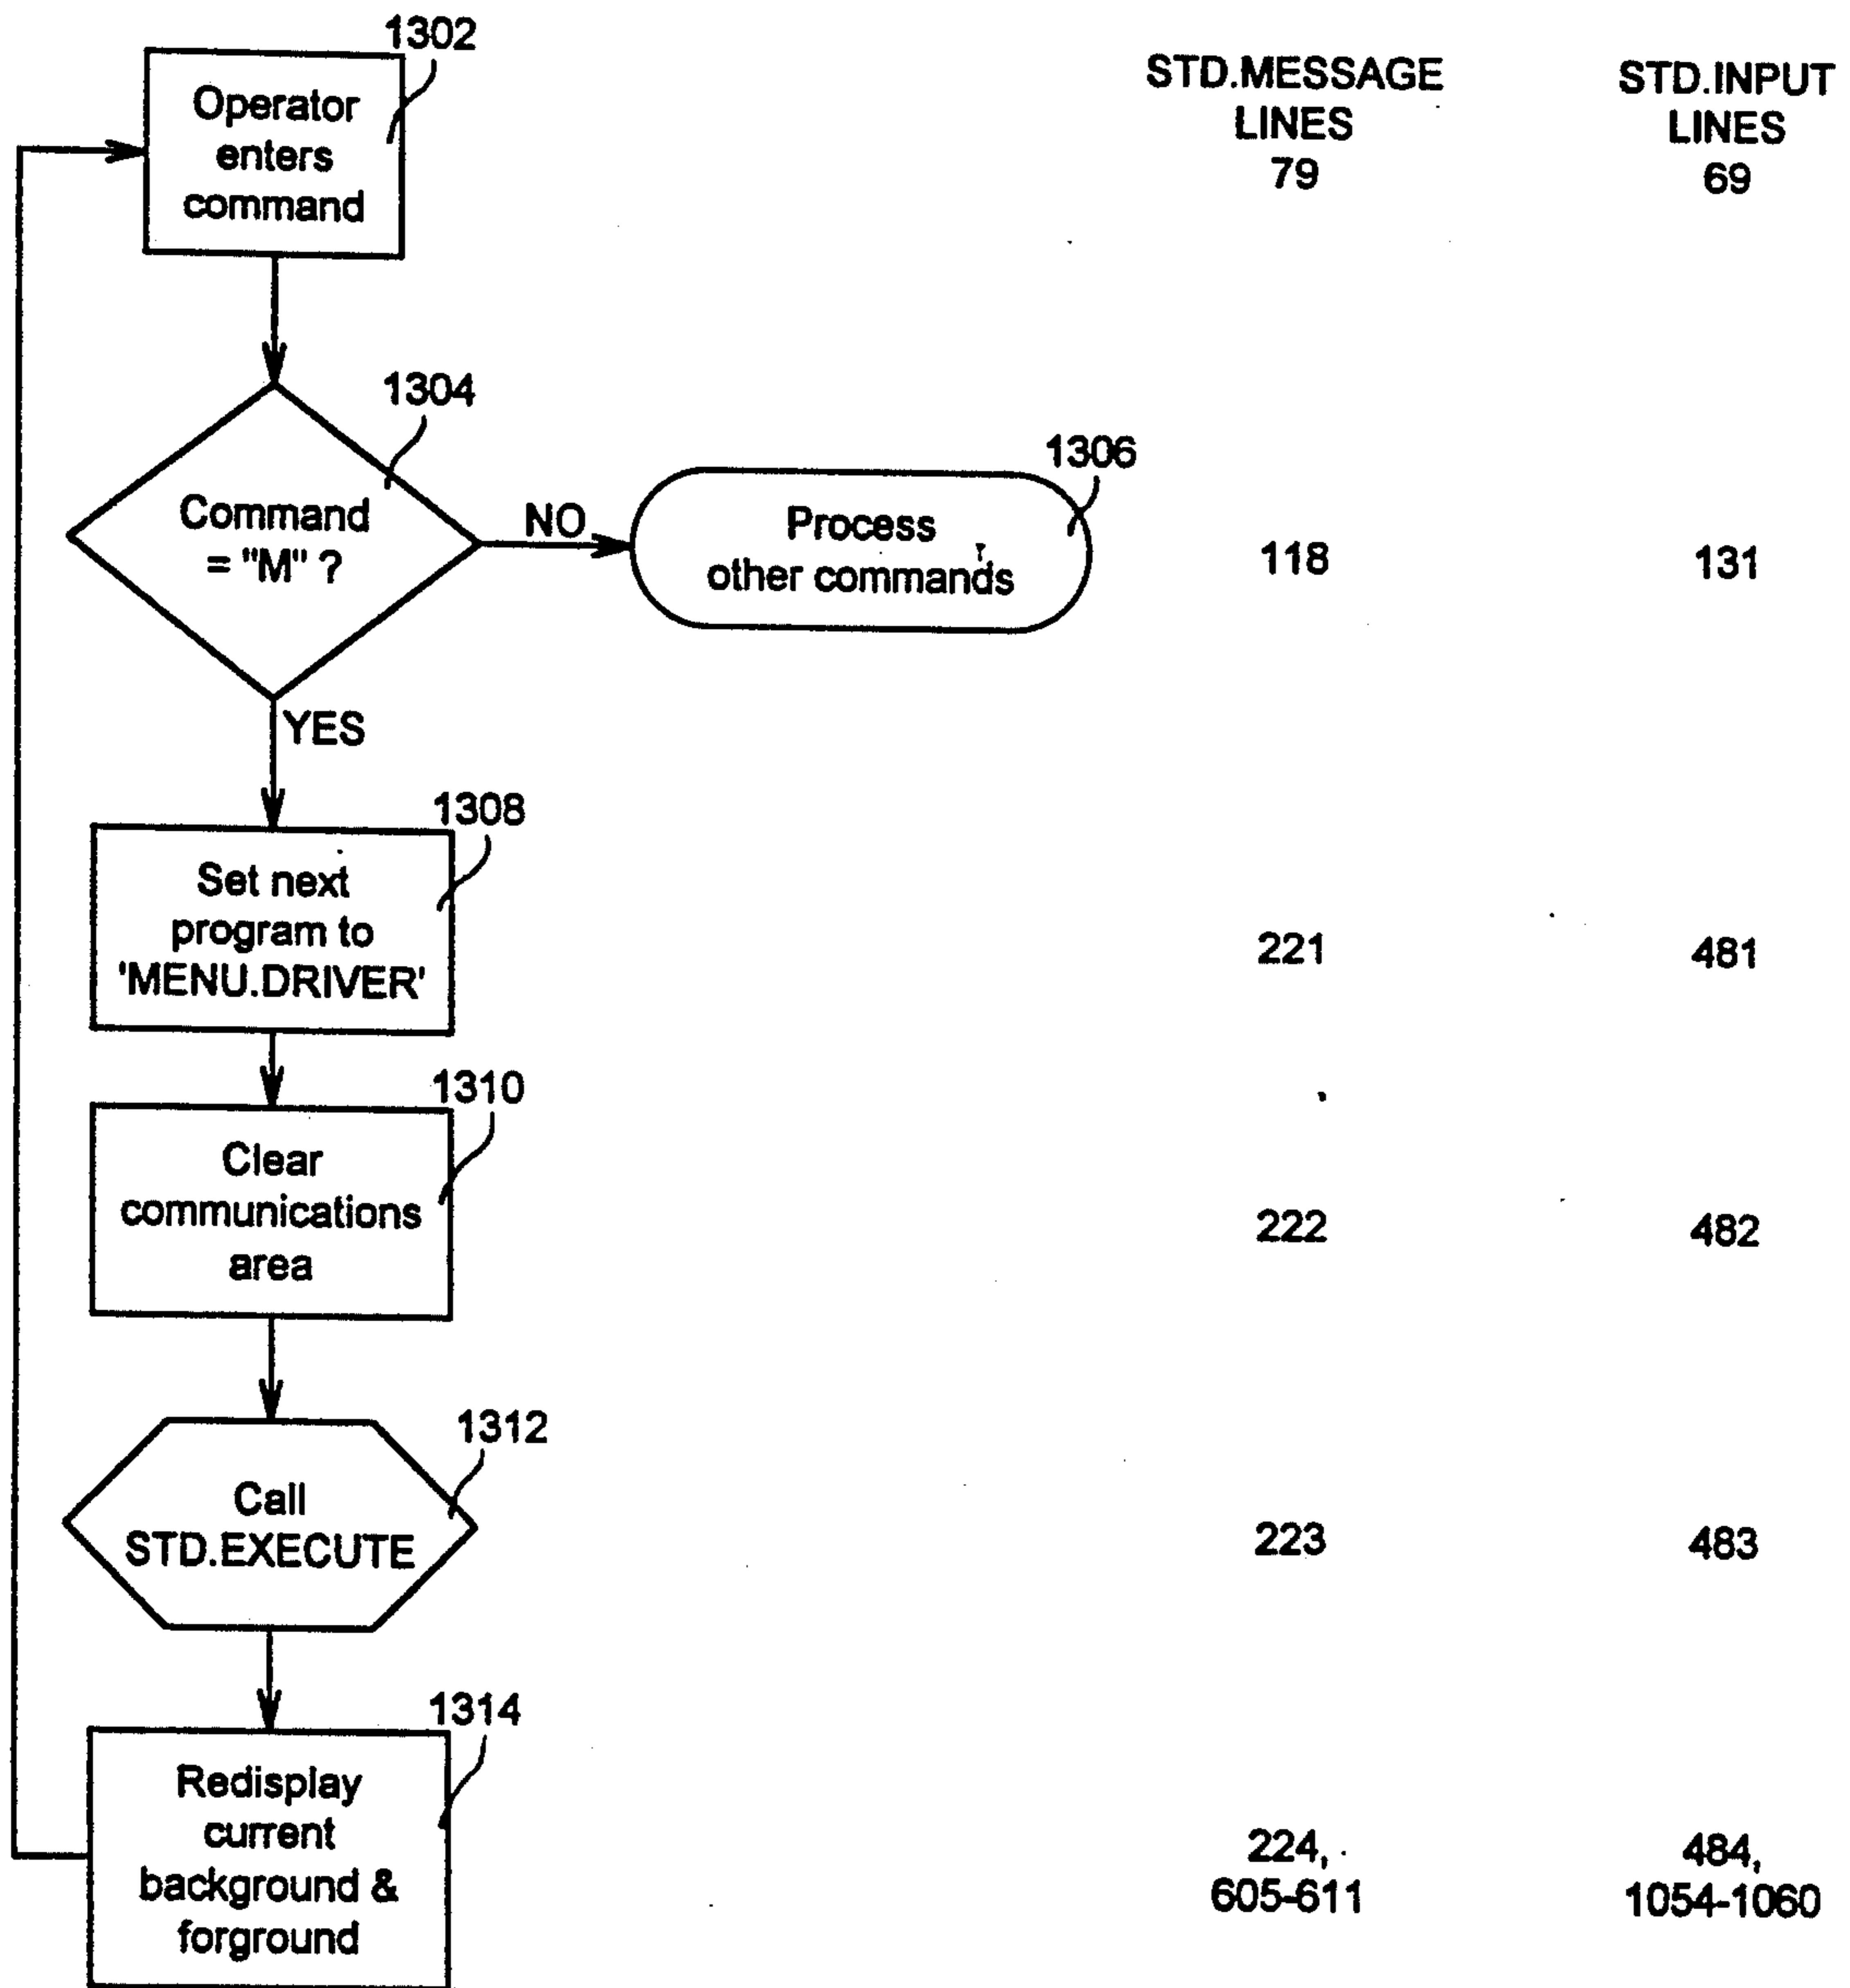 1302
Operator
enters
command
STD.MESSAGE
LINES
79
STD.INPUT
LINES
69
1304
Command
= "M" ?
NO
1306
Process
other commands
118
131
YES
1308
Set next
program to
'MENU.DRIVER'
221
481
1310
Clear
communications
area
222
482
1312
Call
STD.EXECUTE
223
483
1314
Redisplay
current
background &
forground
224,
605-611
484,
1054-1060